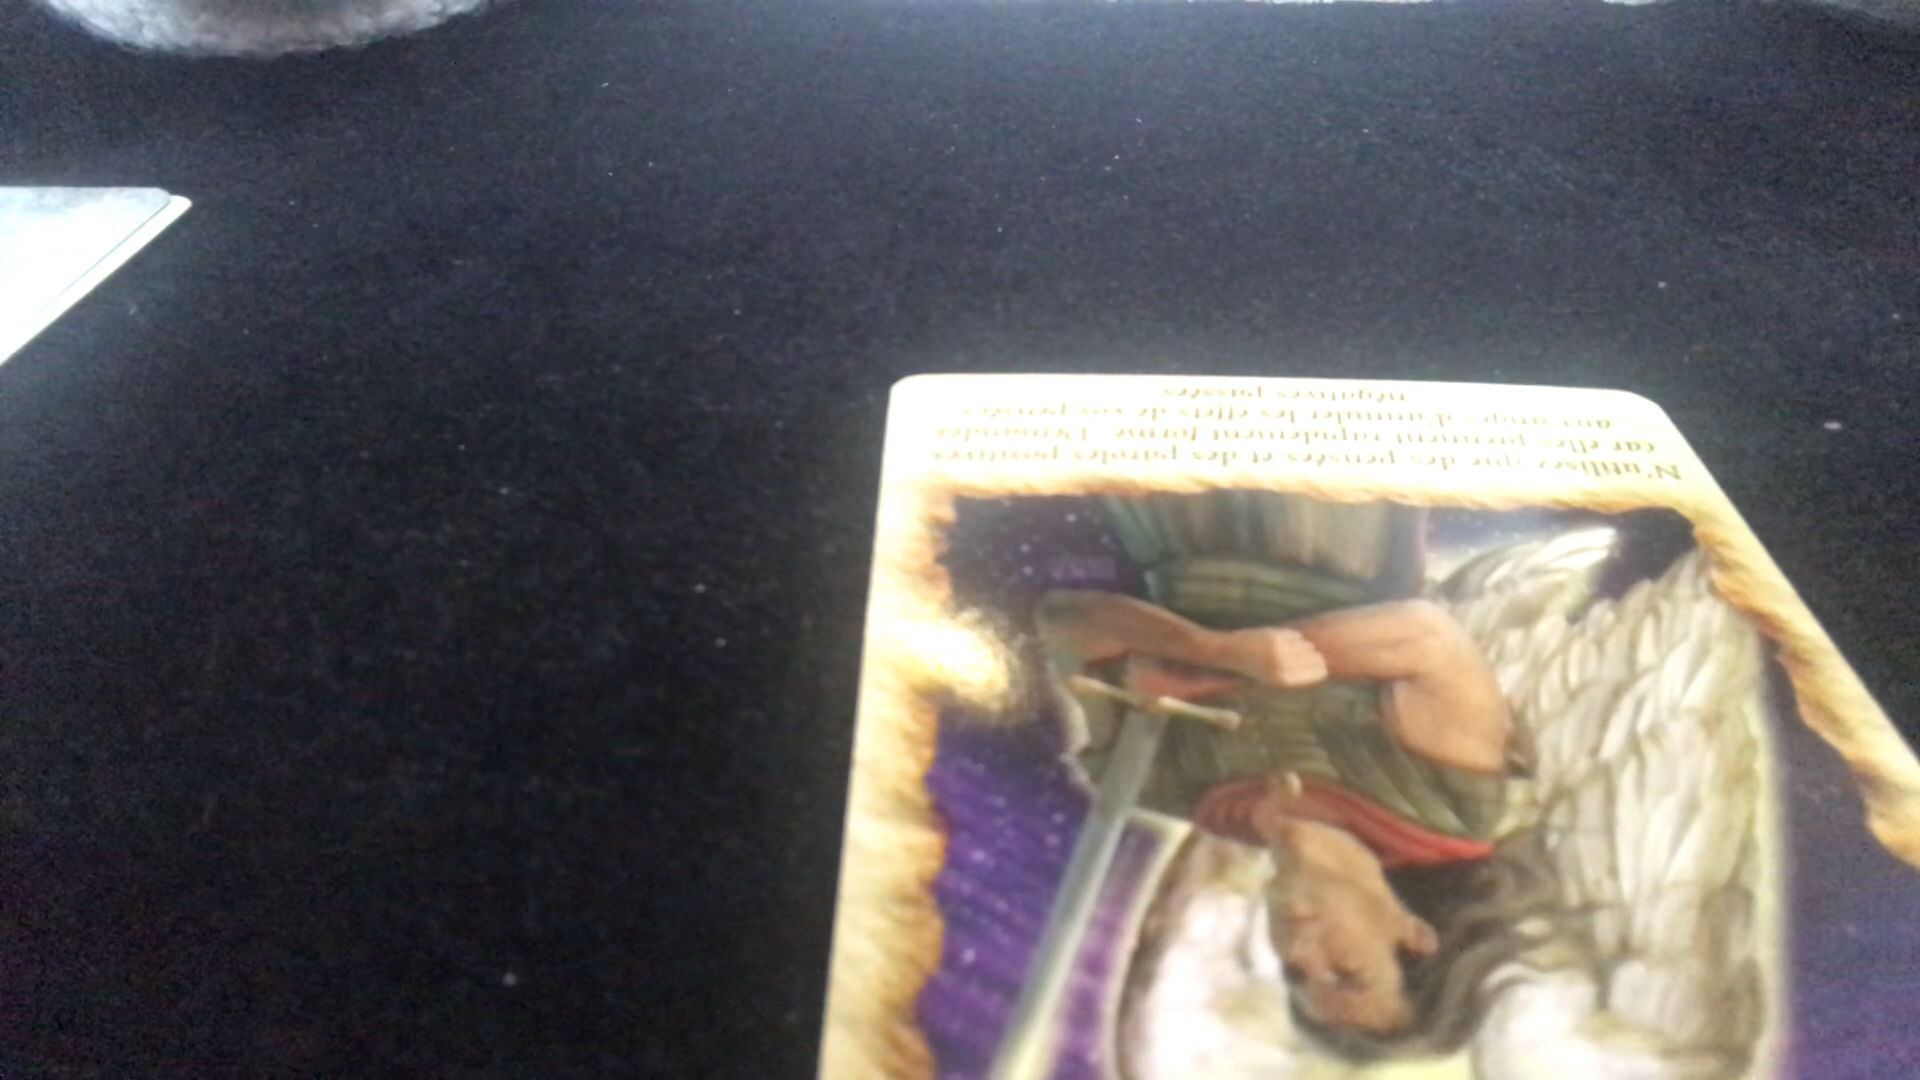 N'utilisez que des pensées et des paroles positives
car elles prennent rapidement forme. Demandez
aux anges d'annuler les effets de vos pensées
négatives passées